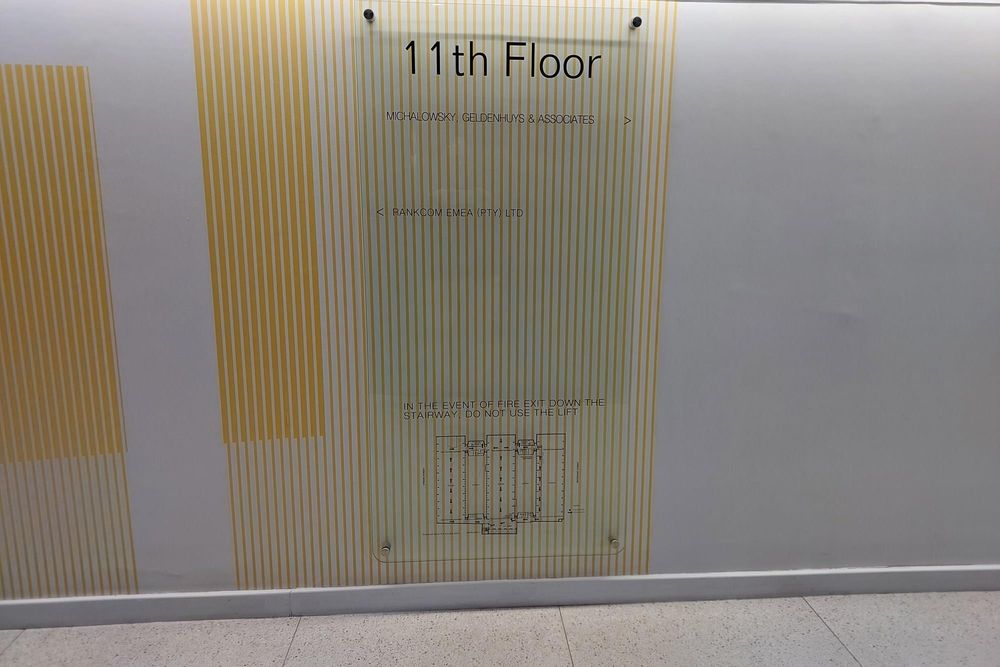 11th Floor
MICHALOWSKY, GELDENHUYS & ASSOCIATES >
< RANKCOM EMEA (PTY) LTD
IN THE EVENT OF FIRE EXIT DOWN THE
STAIRWAY, DO NOT USE THE LIFT